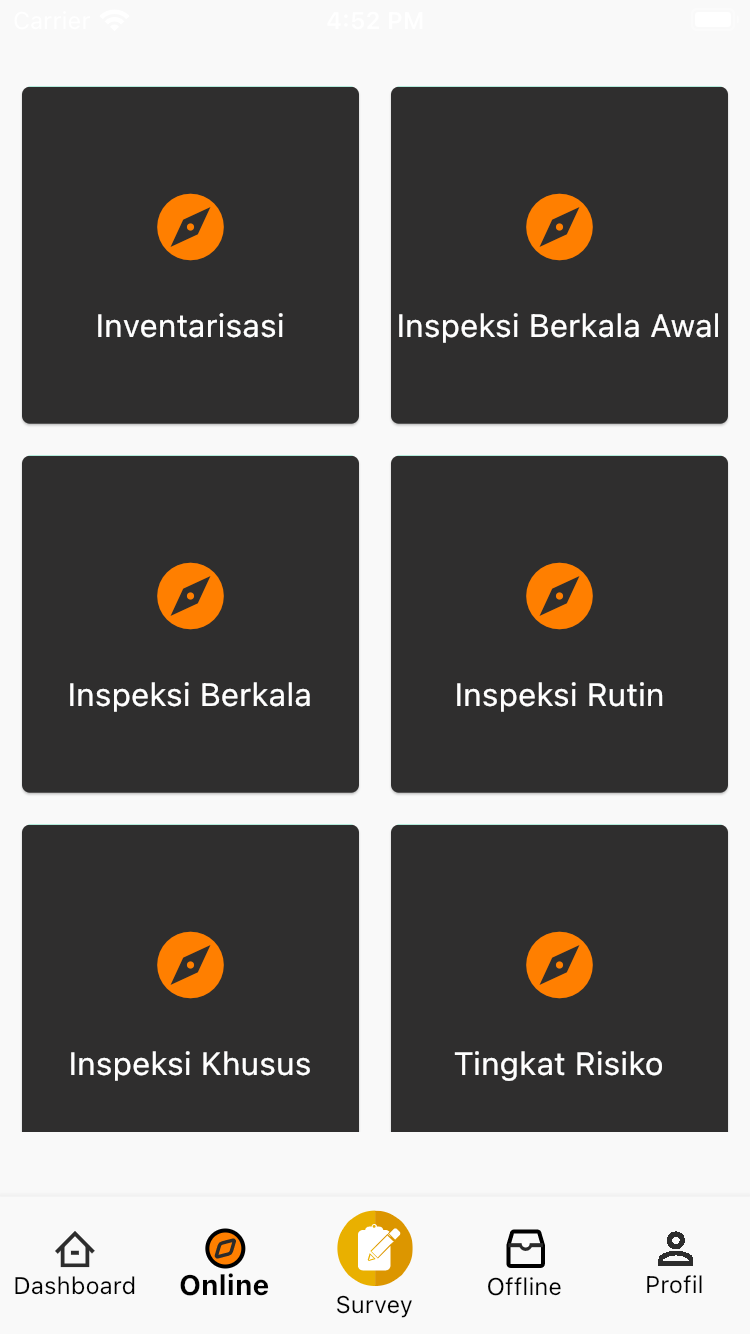 Carrier 4:52 PM
Inventarisasi
Inspeksi Berkala Awal
Inspeksi Berkala
Inspeksi Rutin
Inspeksi Khusus
Tingkat Risiko
Dashboard
Online
Survey
Offline
Profil